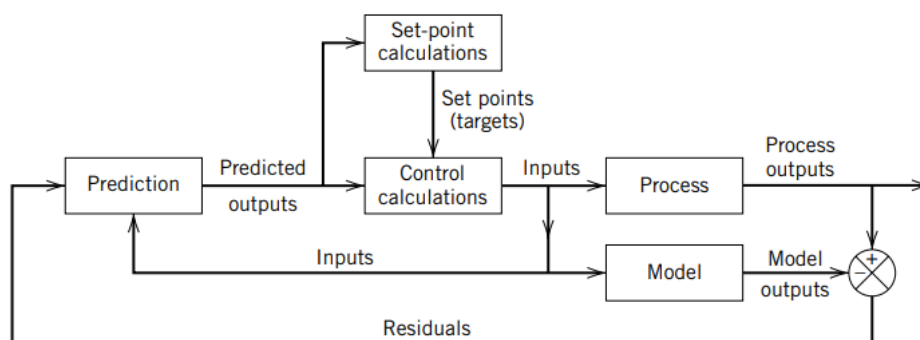 Set-point
calculations
Set points
(targets)
Process
outputs
Prediction
Predicted
outputs
Control
calculations
Inputs
Process
+
−
Inputs
Model
Model
outputs
Residuals